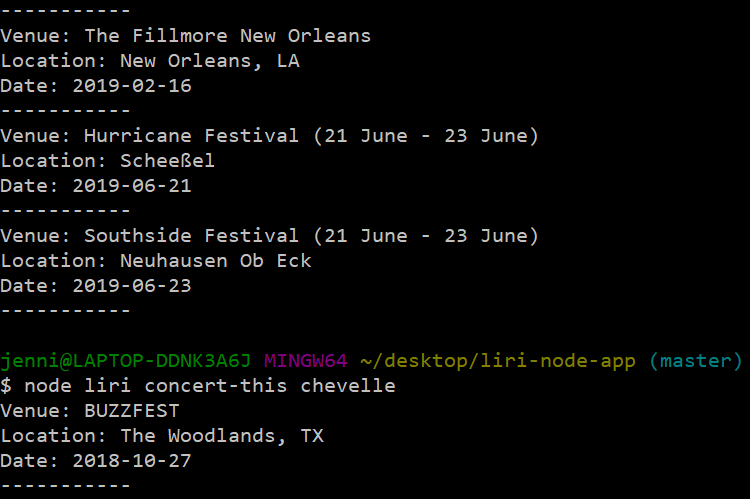 -----------
Venue: The Fillmore New Orleans
Location: New Orleans, LA
Date: 2019-02-16
-----------
Venue: Hurricane Festival (21 June - 23 June)
Location: Scheeßel
Date: 2019-06-21
-----------
Venue: Southside Festival (21 June - 23 June)
Location: Neuhausen Ob Eck
Date: 2019-06-23
-----------
jenni@LAPTOP-DDNK3A6J MINGW64 ~/desktop/liri-node-app (master)
$ node liri concert-this chevelle
Venue: BUZZFEST
Location: The Woodlands, TX
Date: 2018-10-27
-----------